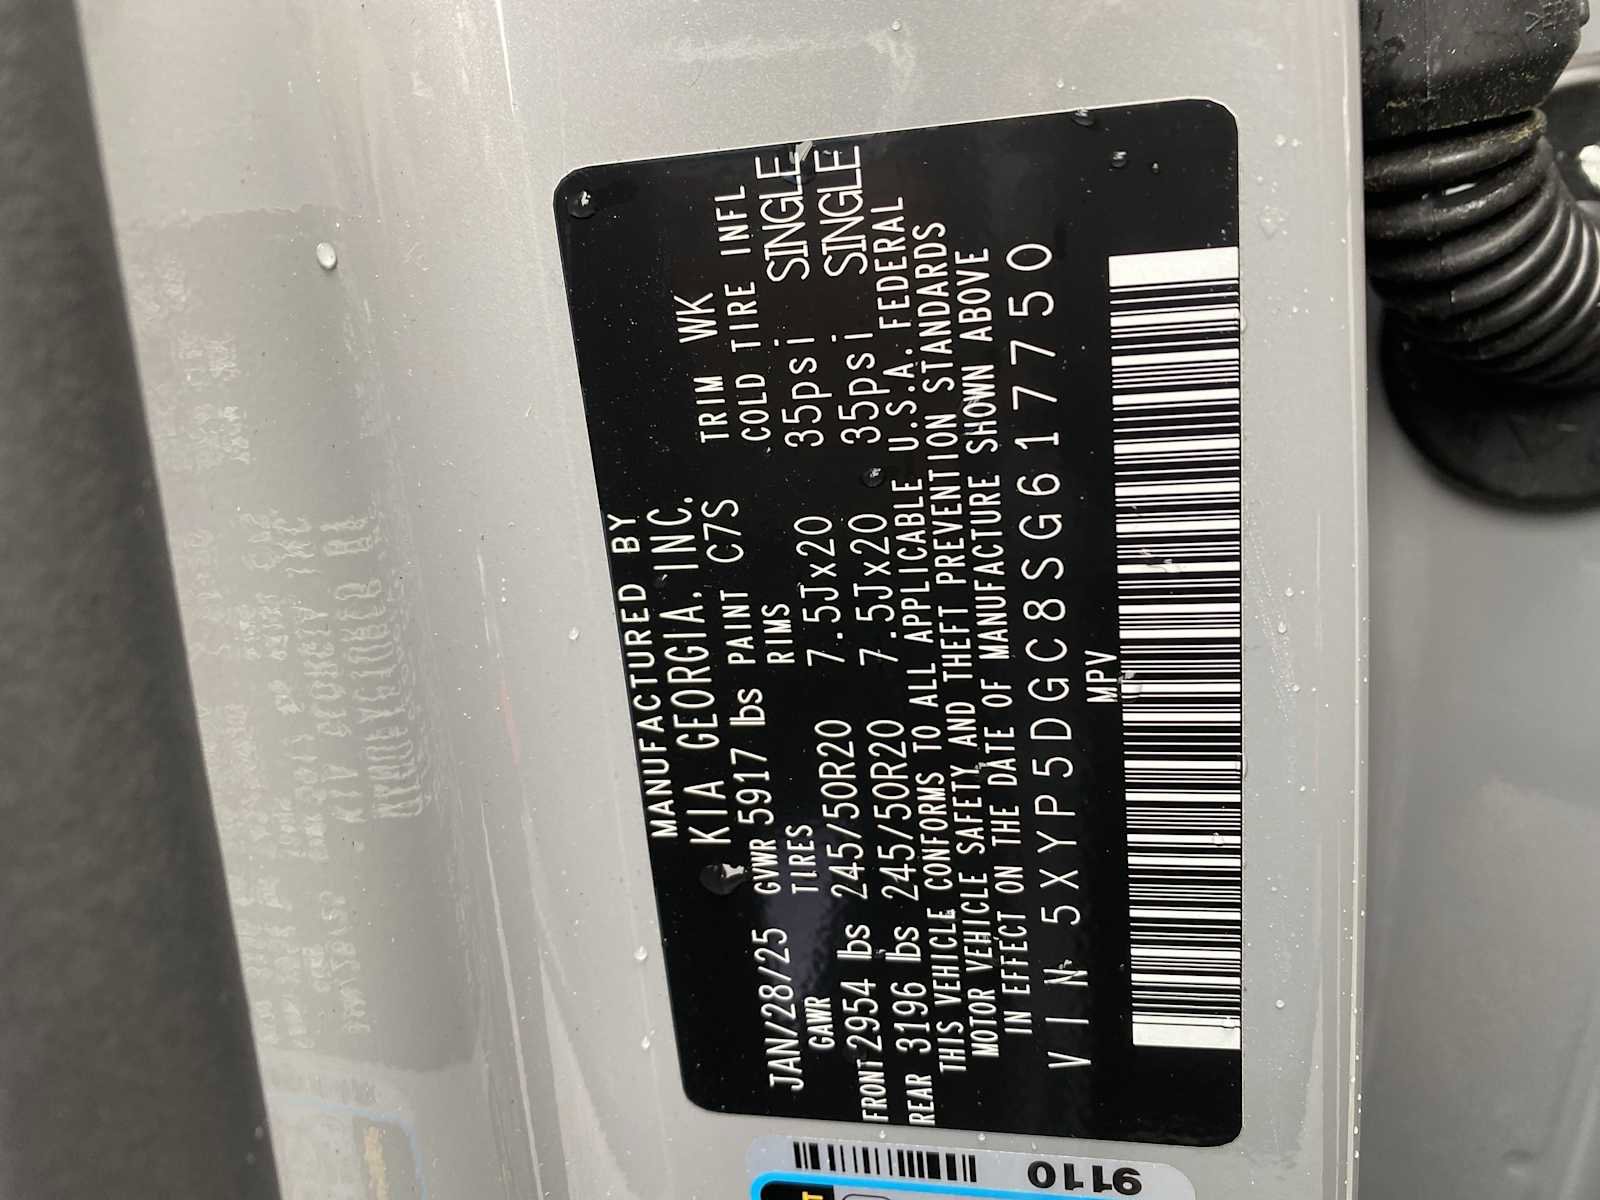 MANUFACTURED BY
KIA GEORGIA, INC.
JAN/28/25 GVWR 5917 lbs PAINT C7S TRIM WK
GAWR TIRES RIMS COLD TIRE INFL
FRONT 2954 lbs 245/50R20 7.5Jx20 35psi SINGLE
REAR 3196 lbs 245/50R20 7.5Jx20 35psi SINGLE
THIS VEHICLE CONFORMS TO ALL APPLICABLE U.S.A. FEDERAL
MOTOR VEHICLE SAFETY AND THEFT PREVENTION STANDARDS
IN EFFECT ON THE DATE OF MANUFACTURE SHOWN ABOVE
VIN 5XYP5DGC8SG617750
MPV
9110